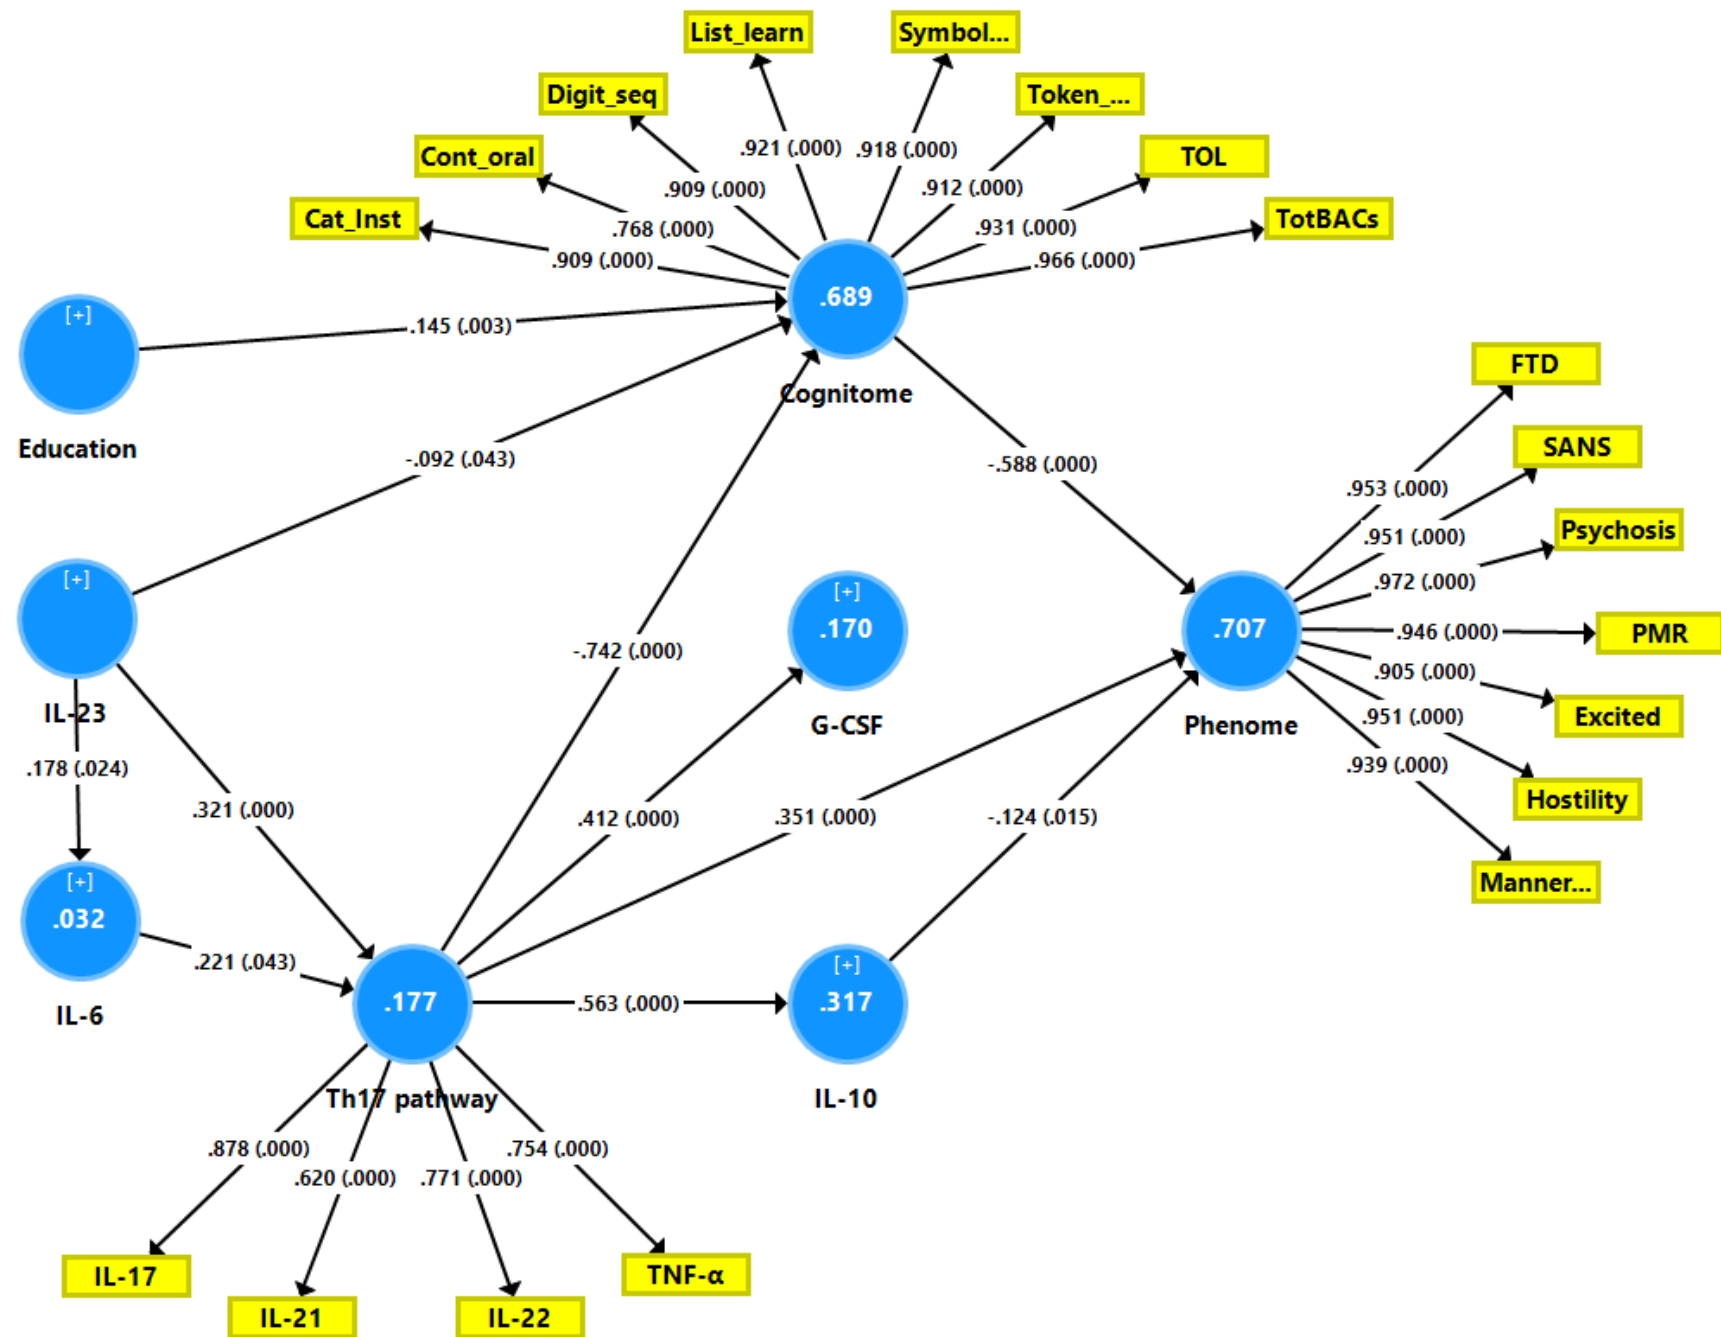 List_learn
Symbol...
Digit_seq
Token_...
Cont_oral
TOL
Cat_Inst
TotBACs
.921 (.000)
.918 (.000)
.909 (.000)
.912 (.000)
.768 (.000)
.931 (.000)
.909 (.000)
.966 (.000)
.689
Cognitome
[+]
Education
.145 (.003)
-.092 (.043)
-.588 (.000)
FTD
SANS
Psychosis
PMR
Excited
Hostility
Manner...
.953 (.000)
.951 (.000)
.972 (.000)
.946 (.000)
.905 (.000)
.951 (.000)
.939 (.000)
[+]
IL-23
.178 (.024)
.321 (.000)
-.742 (.000)
[+]
.170
G-CSF
.707
Phenome
.412 (.000)
.351 (.000)
-.124 (.015)
[+]
.032
IL-6
.221 (.043)
.177
Th17 pathway
.563 (.000)
[+]
.317
IL-10
.878 (.000)
.620 (.000)
.771 (.000)
.754 (.000)
IL-17
IL-21
IL-22
TNF-α